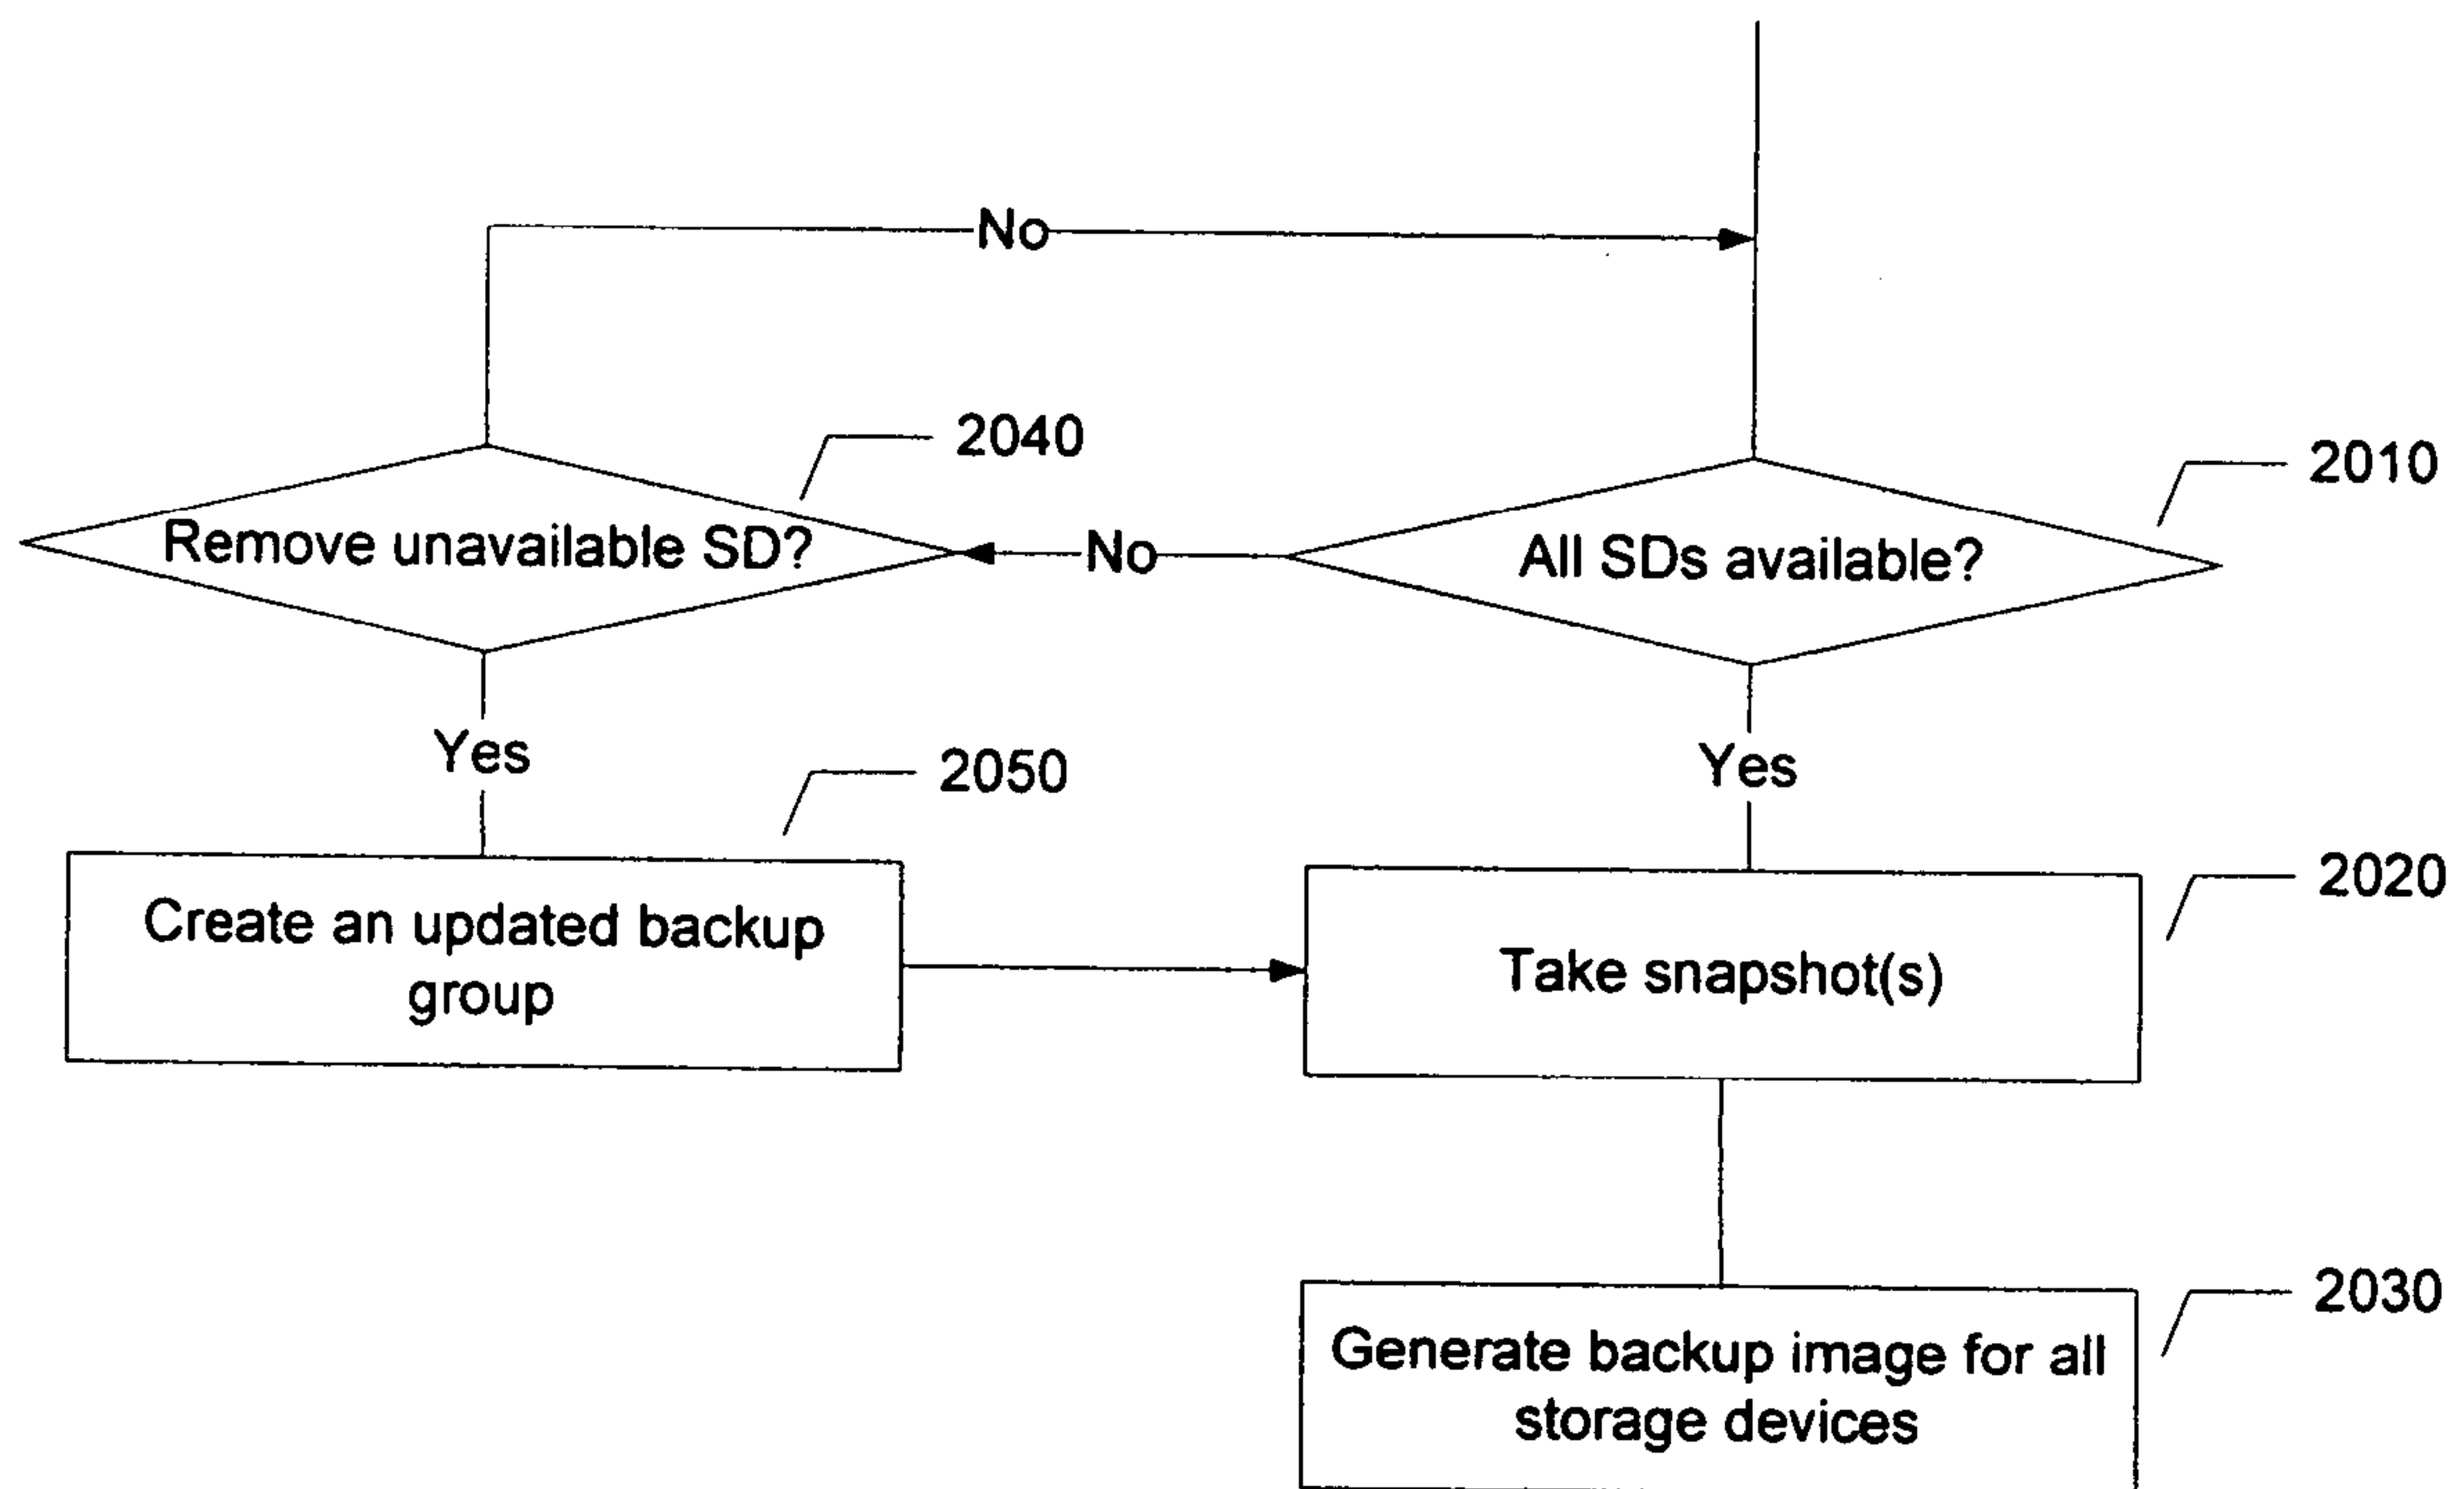 No
2040
2010
Remove unavailable SD?
No
All SDs available?
Yes
Yes
2050
2020
Create an updated backup
group
Take snapshot(s)
2030
Generate backup image for all
storage devices